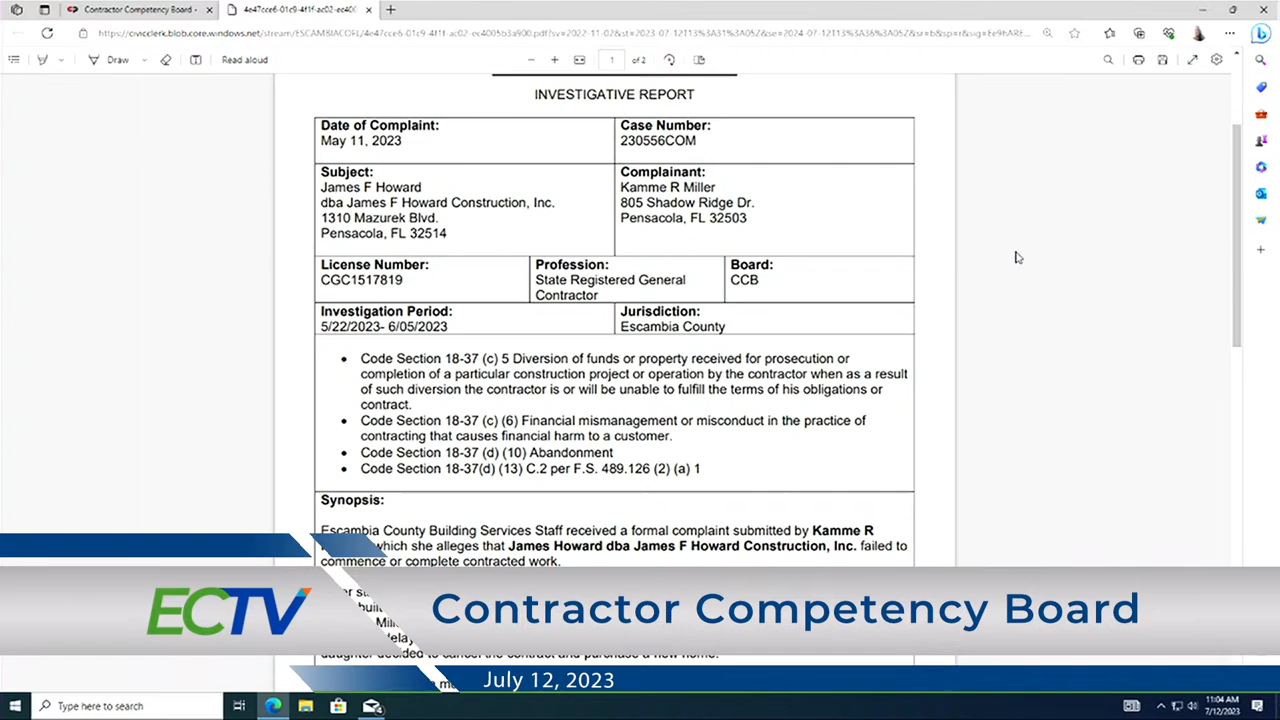 Contractor Competency Board -
4e47cce6-01c9-4f1f-ac02-ec400
Draw
Read aloud
1
of 2
INVESTIGATIVE REPORT
Date of Complaint:
May 11, 2023
Case Number:
230556COM
Subject:
James F Howard
dba James F Howard Construction, Inc.
1310 Mazurek Blvd.
Pensacola, FL 32514
Complainant:
Kamme R Miller
805 Shadow Ridge Dr.
Pensacola, FL 32503
License Number:
CGC1517819
Profession:
State Registered General
Contractor
Board:
CCB
Investigation Period:
5/22/2023- 6/05/2023
Jurisdiction:
Escambia County
• Code Section 18-37 (c) 5 Diversion of funds or property received for prosecution or
completion of a particular construction project or operation by the contractor when as a result
of such diversion the contractor is or will be unable to fulfill the terms of his obligations or
contract.
• Code Section 18-37 (c) (6) Financial mismanagement or misconduct in the practice of
contracting that causes financial harm to a customer.
• Code Section 18-37 (d) (10) Abandonment
• Code Section 18-37(d) (13) C.2 per F.S. 489.126 (2) (a) 1
Synopsis:
Escambia County Building Services Staff received a formal complaint submitted by Kamme R
which she alleges that James Howard dba James F Howard Construction, Inc. failed to
commence or complete contracted work.
daughter decided to cancel the contract and purchase a new home.
ECTV
Contractor Competency Board
July 12, 2023
Type here to search
11:04 AM
7/12/2023